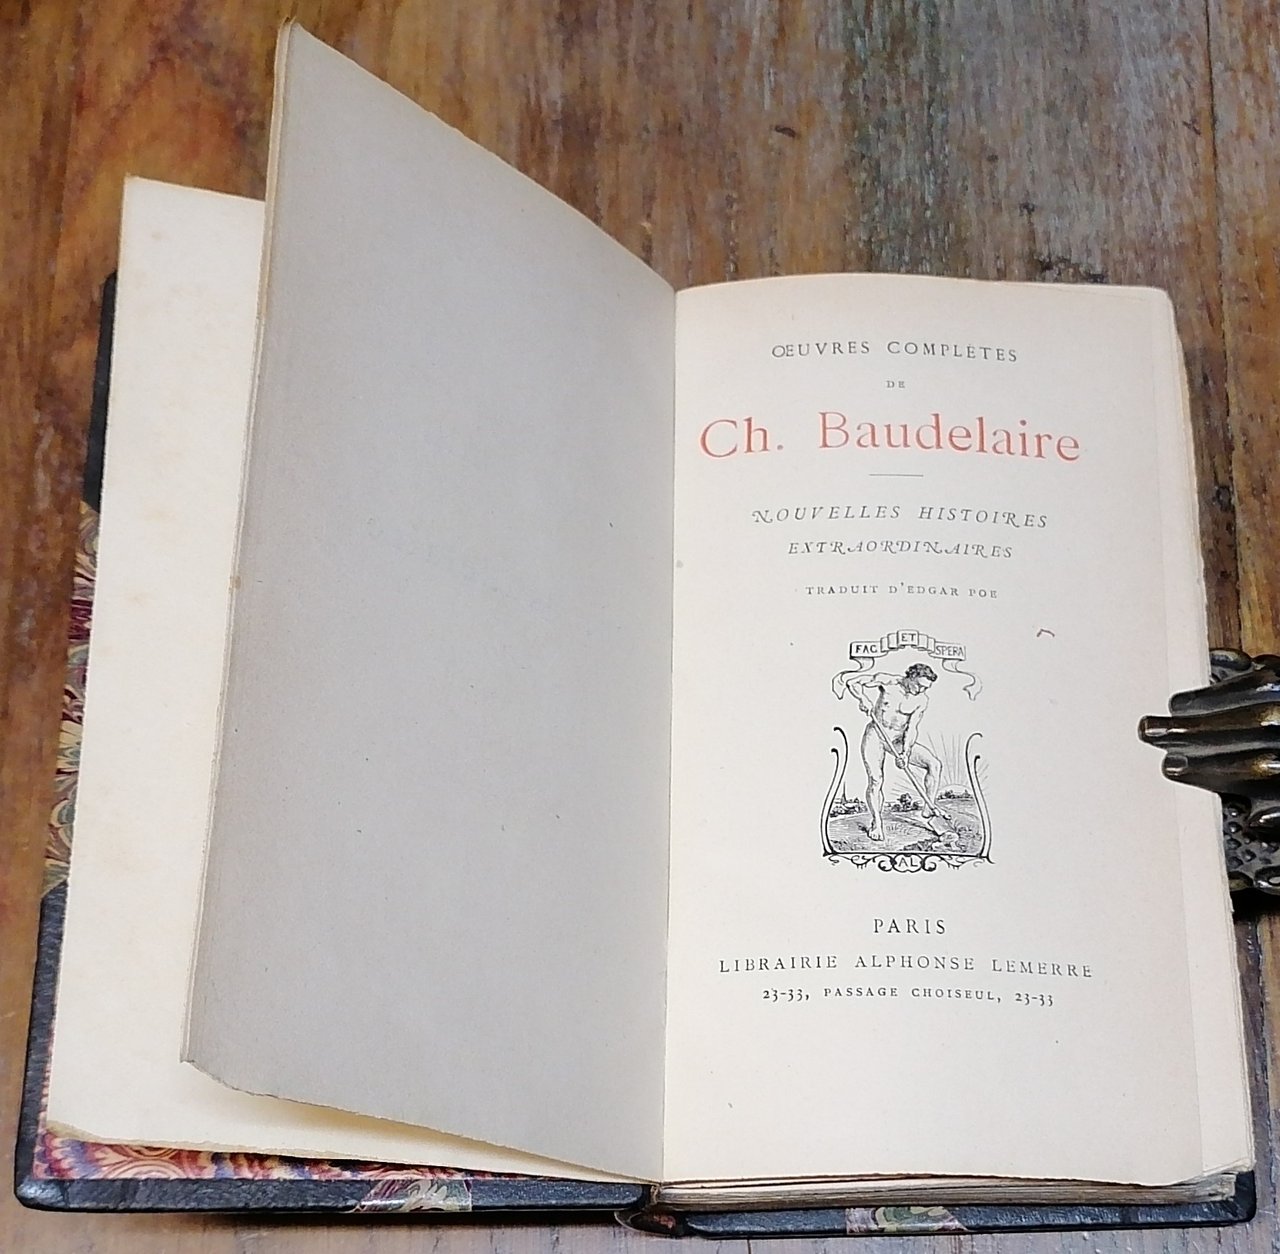 ŒUVRES COMPLÈTES
DE
Ch. Baudelaire
NOUVELLES HISTOIRES
EXTRAORDINAIRES
TRADUIT D'EDGAR POE
FAC ET SPERA
AL
PARIS
LIBRAIRIE ALPHONSE LEMERRE
23-33, PASSAGE CHOISEUL, 23-33